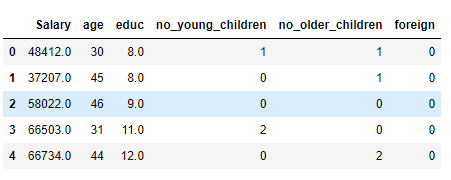 Salary age educ no_young_children no_older_children foreign
0 48412.0 30 8.0 1 1 0
1 37207.0 45 8.0 0 1 0
2 58022.0 46 9.0 0 0 0
3 66503.0 31 11.0 2 0 0
4 66734.0 44 12.0 0 2 0